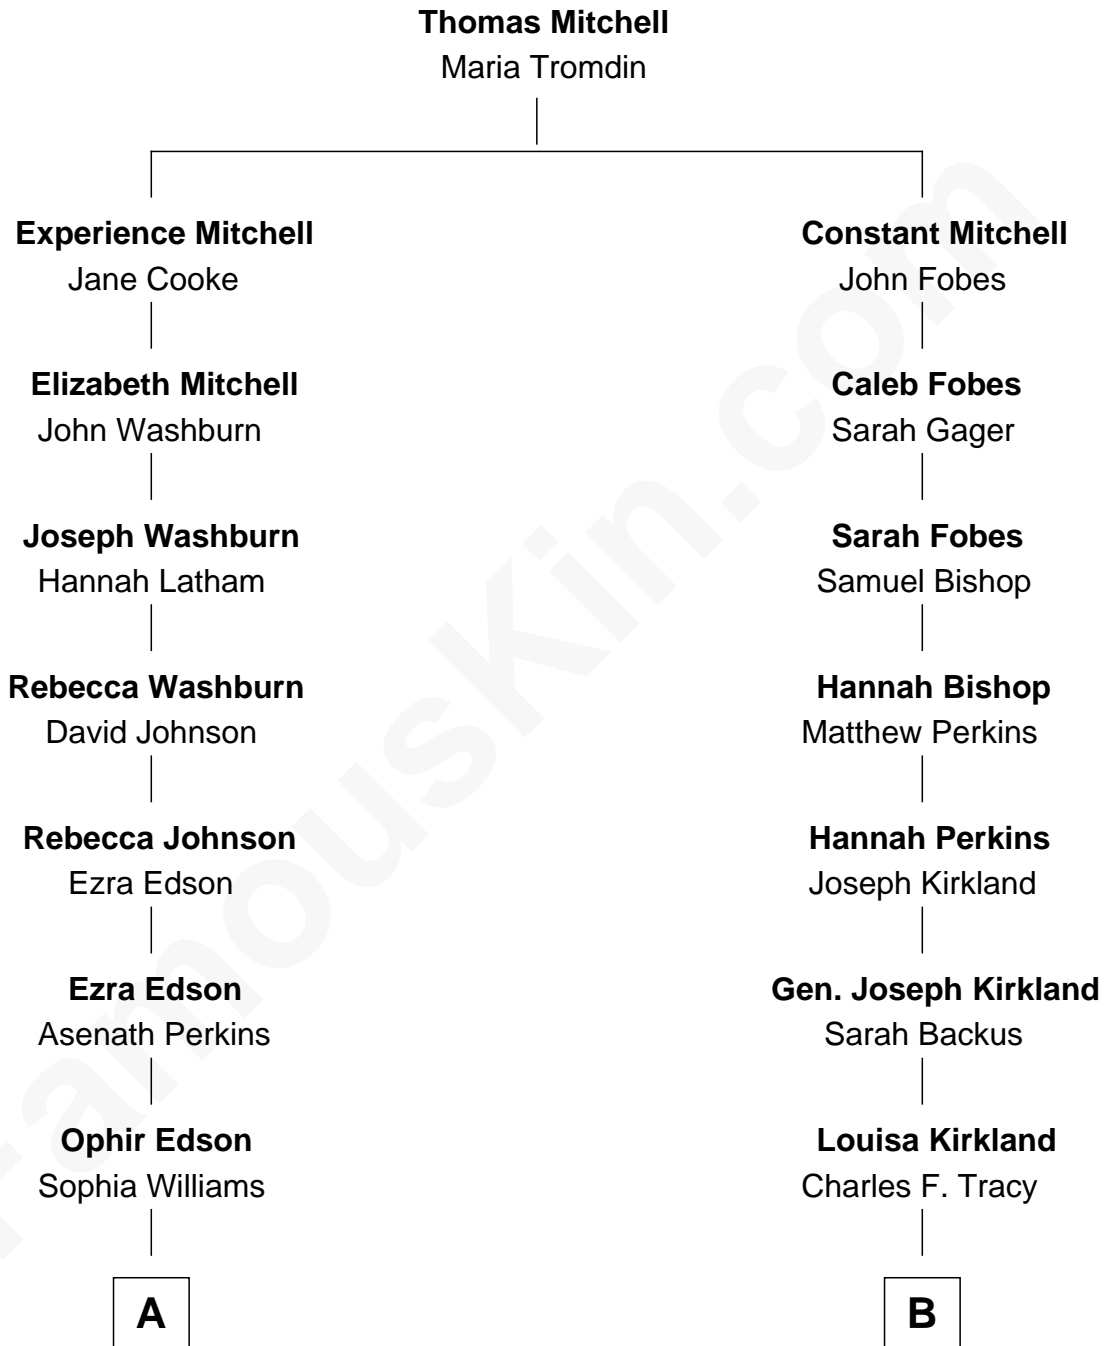 Thomas Mitchell
Maria Tromdin
Experience Mitchell
Jane Cooke
Constant Mitchell
John Fobes
Elizabeth Mitchell
John Washburn
Caleb Fobes
Sarah Gager
Joseph Washburn
Hannah Latham
Sarah Fobes
Samuel Bishop
Rebecca Washburn
David Johnson
Hannah Bishop
Matthew Perkins
Rebecca Johnson
Ezra Edson
Hannah Perkins
Joseph Kirkland
Ezra Edson
Asenath Perkins
Gen. Joseph Kirkland
Sarah Backus
Ophir Edson
Sophia Williams
Louisa Kirkland
Charles F. Tracy
A
B
FamousKin.com